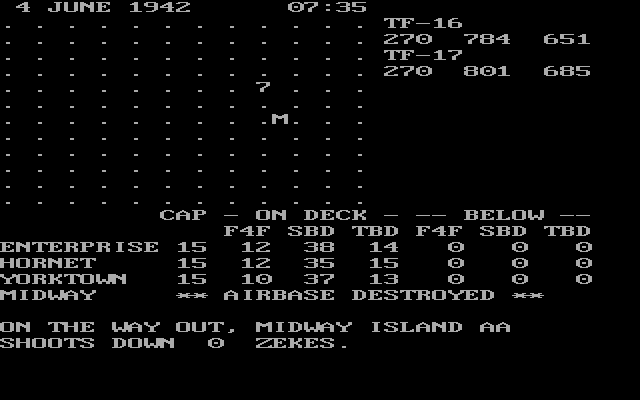 4 JUNE 1942 07:35
TF-16
270 784 651
TF-17
270 801 685
7
M
CAP - ON DECK - -- BELOW --
F4F SBD TBD F4F SBD TBD
ENTERPRISE 15 12 38 14 0 0 0
HORNET 15 12 35 15 0 0 0
YORKTOWN 15 10 37 13 0 0 0
MIDWAY ** AIRBASE DESTROYED **
ON THE WAY OUT, MIDWAY ISLAND AA
SHOOTS DOWN 0 ZEKES.